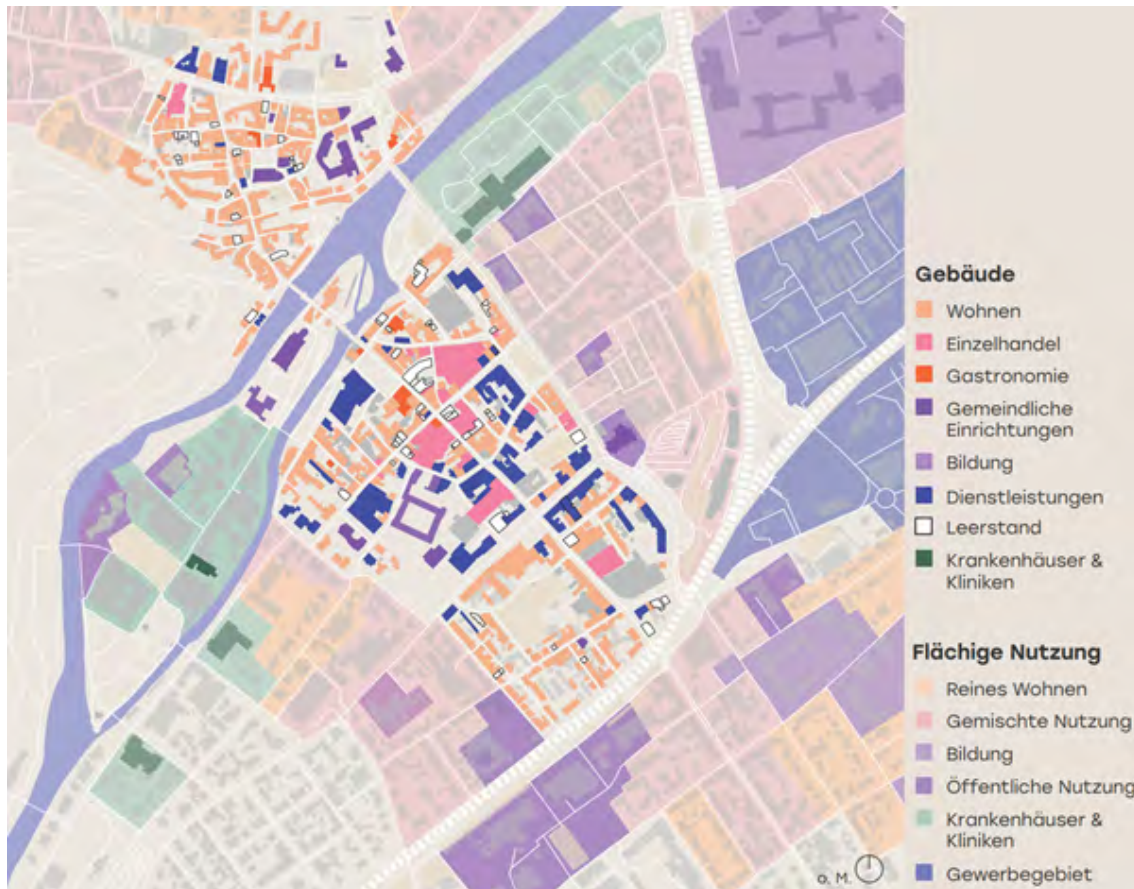 Gebäude
Wohnen
Einzelhandel
Gastronomie
Gemeindliche
Einrichtungen
Bildung
Dienstleistungen
Leerstand
Krankenhäuser &
Kliniken
Flächige Nutzung
Reines Wohnen
Gemischte Nutzung
Bildung
Öffentliche Nutzung
Krankenhäuser &
Kliniken
Gewerbegebiet
o. M.